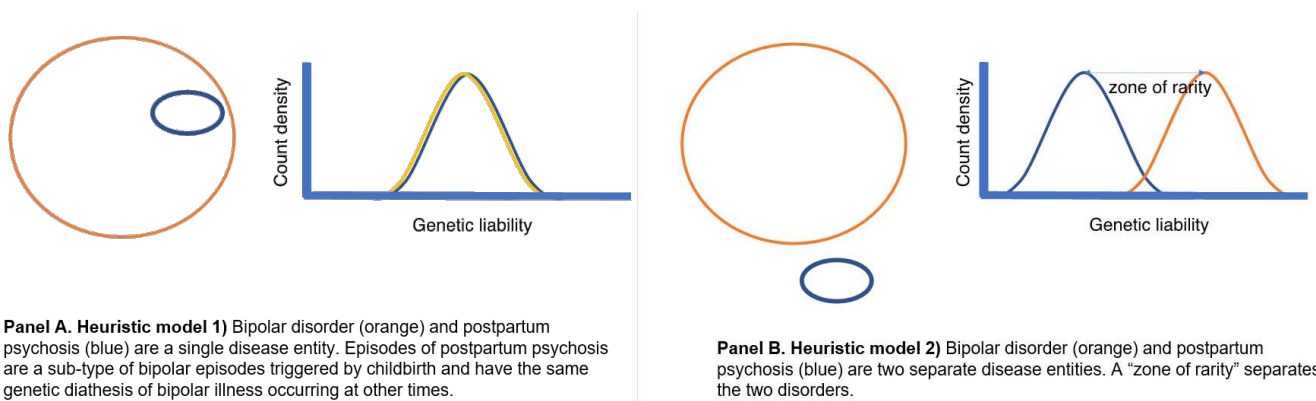 Count density
Genetic liability
Panel A. Heuristic model 1) Bipolar disorder (orange) and postpartum
psychosis (blue) are a single disease entity. Episodes of postpartum psychosis
are a sub-type of bipolar episodes triggered by childbirth and have the same
genetic diathesis of bipolar illness occurring at other times.
Count density
zone of rarity
Genetic liability
Panel B. Heuristic model 2) Bipolar disorder (orange) and postpartum
psychosis (blue) are two separate disease entities. A “zone of rarity” separates
the two disorders.